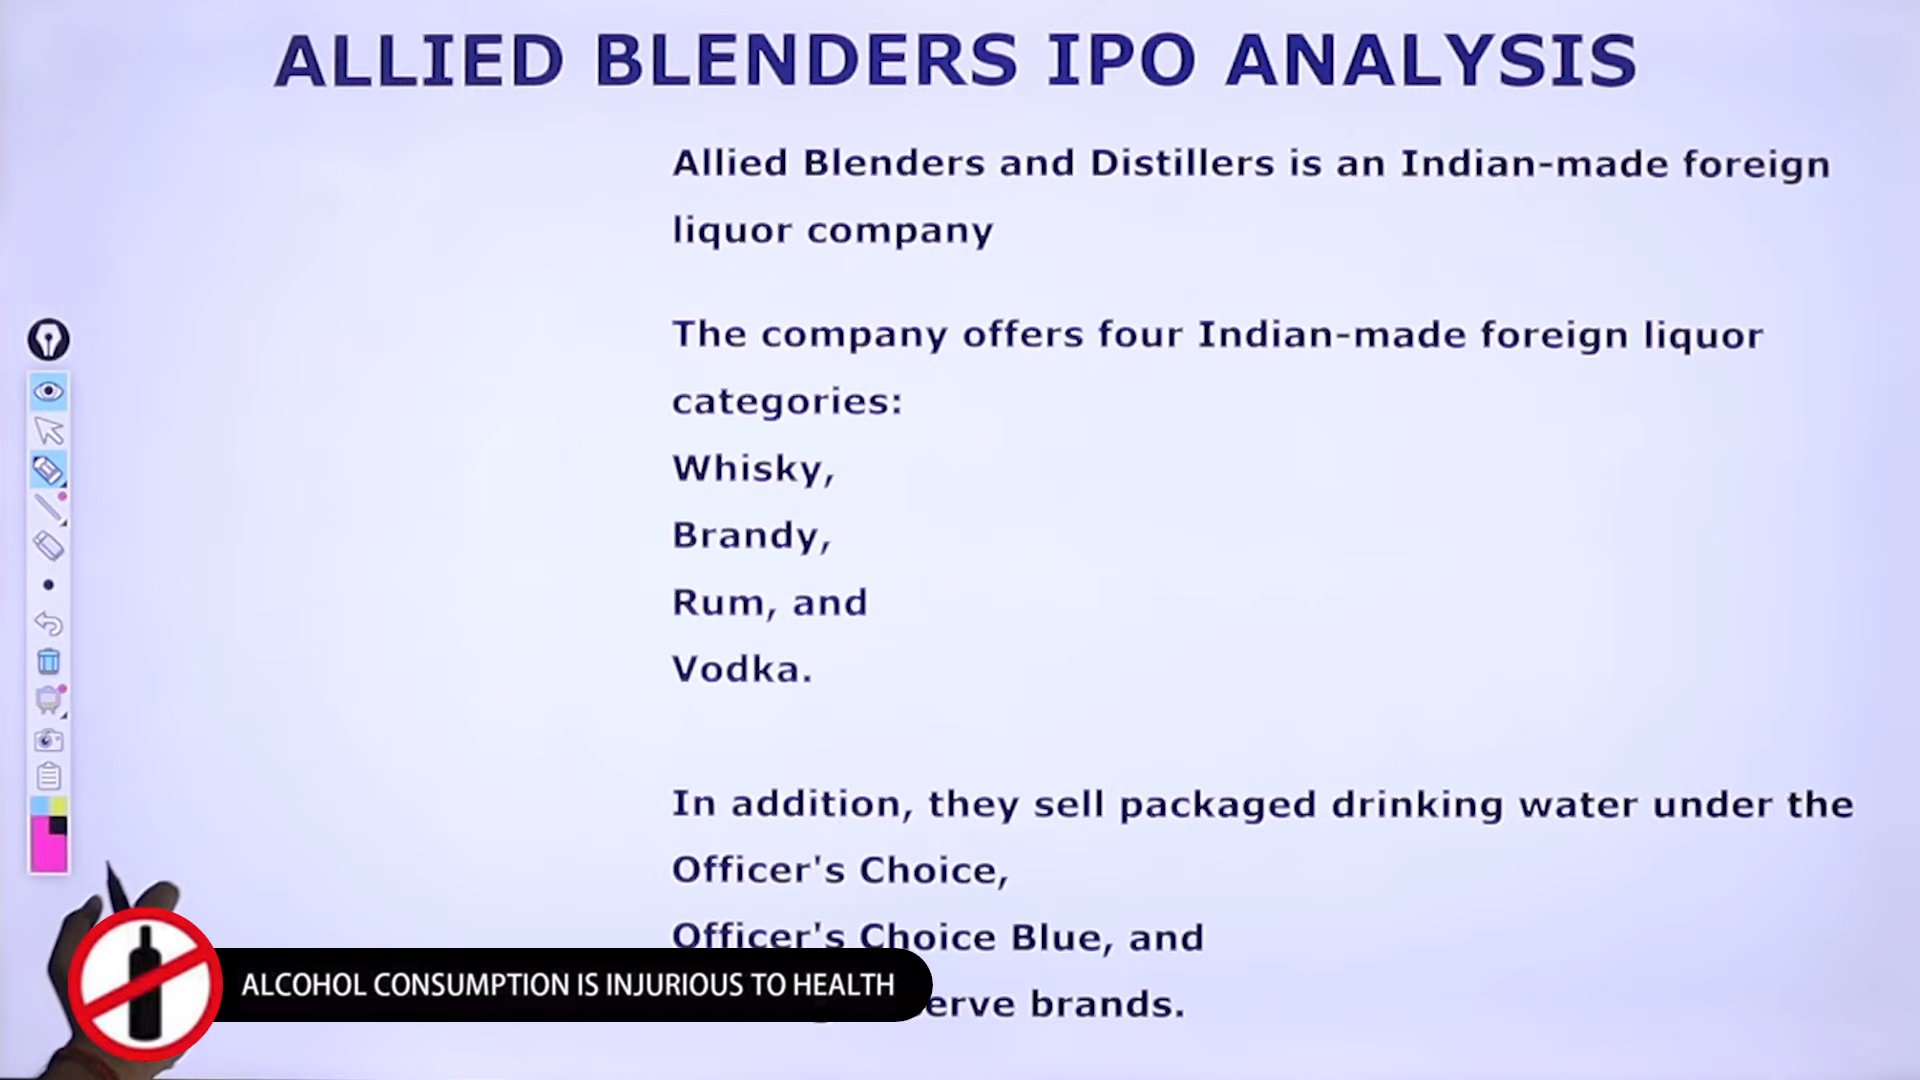 ALLIED BLENDERS IPO ANALYSIS
Allied Blenders and Distillers is an Indian-made foreign
liquor company
The company offers four Indian-made foreign liquor
categories:
Whisky,
Brandy,
Rum, and
Vodka.
In addition, they sell packaged drinking water under the
Officer's Choice,
Officer's Choice Blue, and
brands.
ALCOHOL CONSUMPTION IS INJURIOUS TO HEALTH